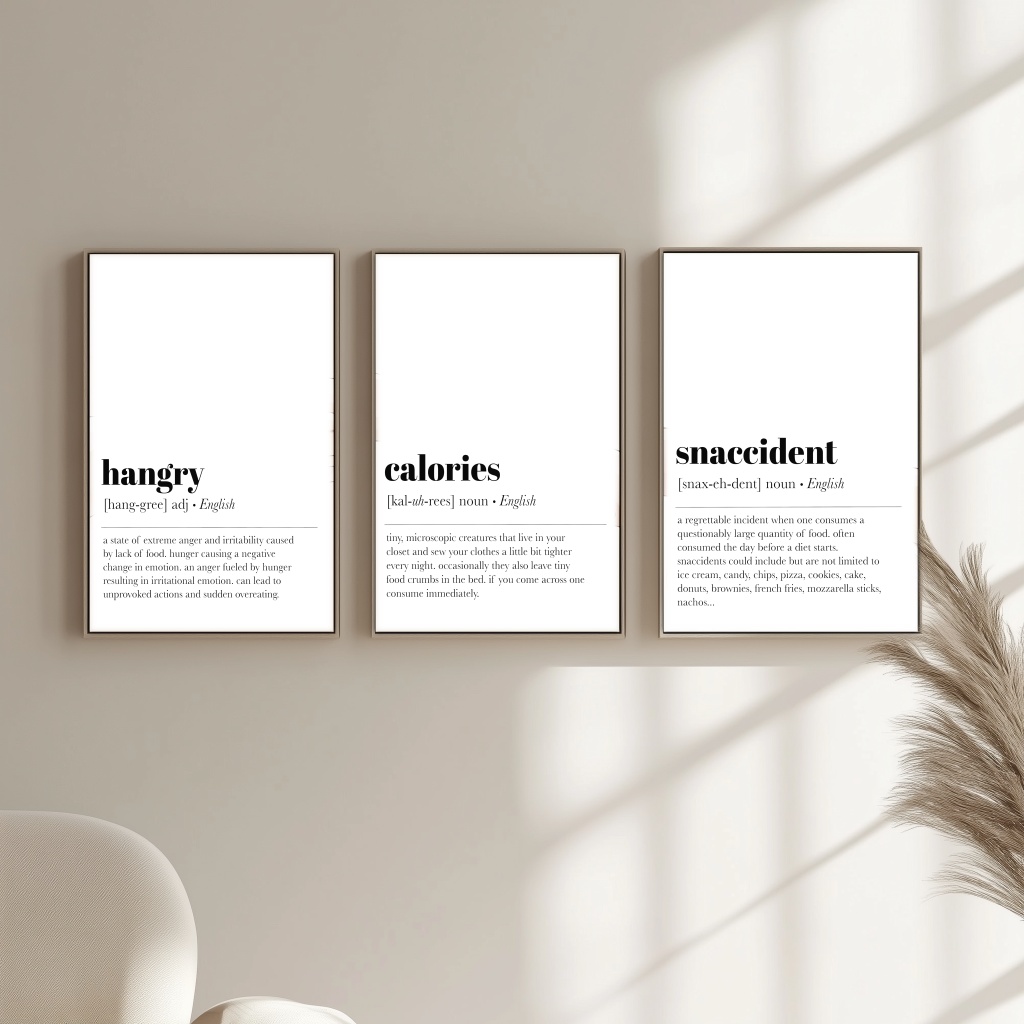 hangry
[hang-gree] adj • English
a state of extreme anger and irritability caused
by lack of food. hunger causing a negative
change in emotion. an anger fueled by hunger
resulting in irritational emotion. can lead to
unprovoked actions and sudden overeating.
calories
[kal-uh-rees] noun • English
tiny, microscopic creatures that live in your
closet and sew your clothes a little bit tighter
every night. occasionally they also leave tiny
food crumbs in the bed. if you come across one
consume immediately.
snaccident
[snax-eh-dent] noun • English
a regrettable incident when one consumes a
questionably large quantity of food. often
consumed the day before a diet starts.
snaccidents could include but are not limited to
ice cream, candy, chips, pizza, cookies, cake,
donuts, brownies, french fries, mozzarella sticks,
nachos...